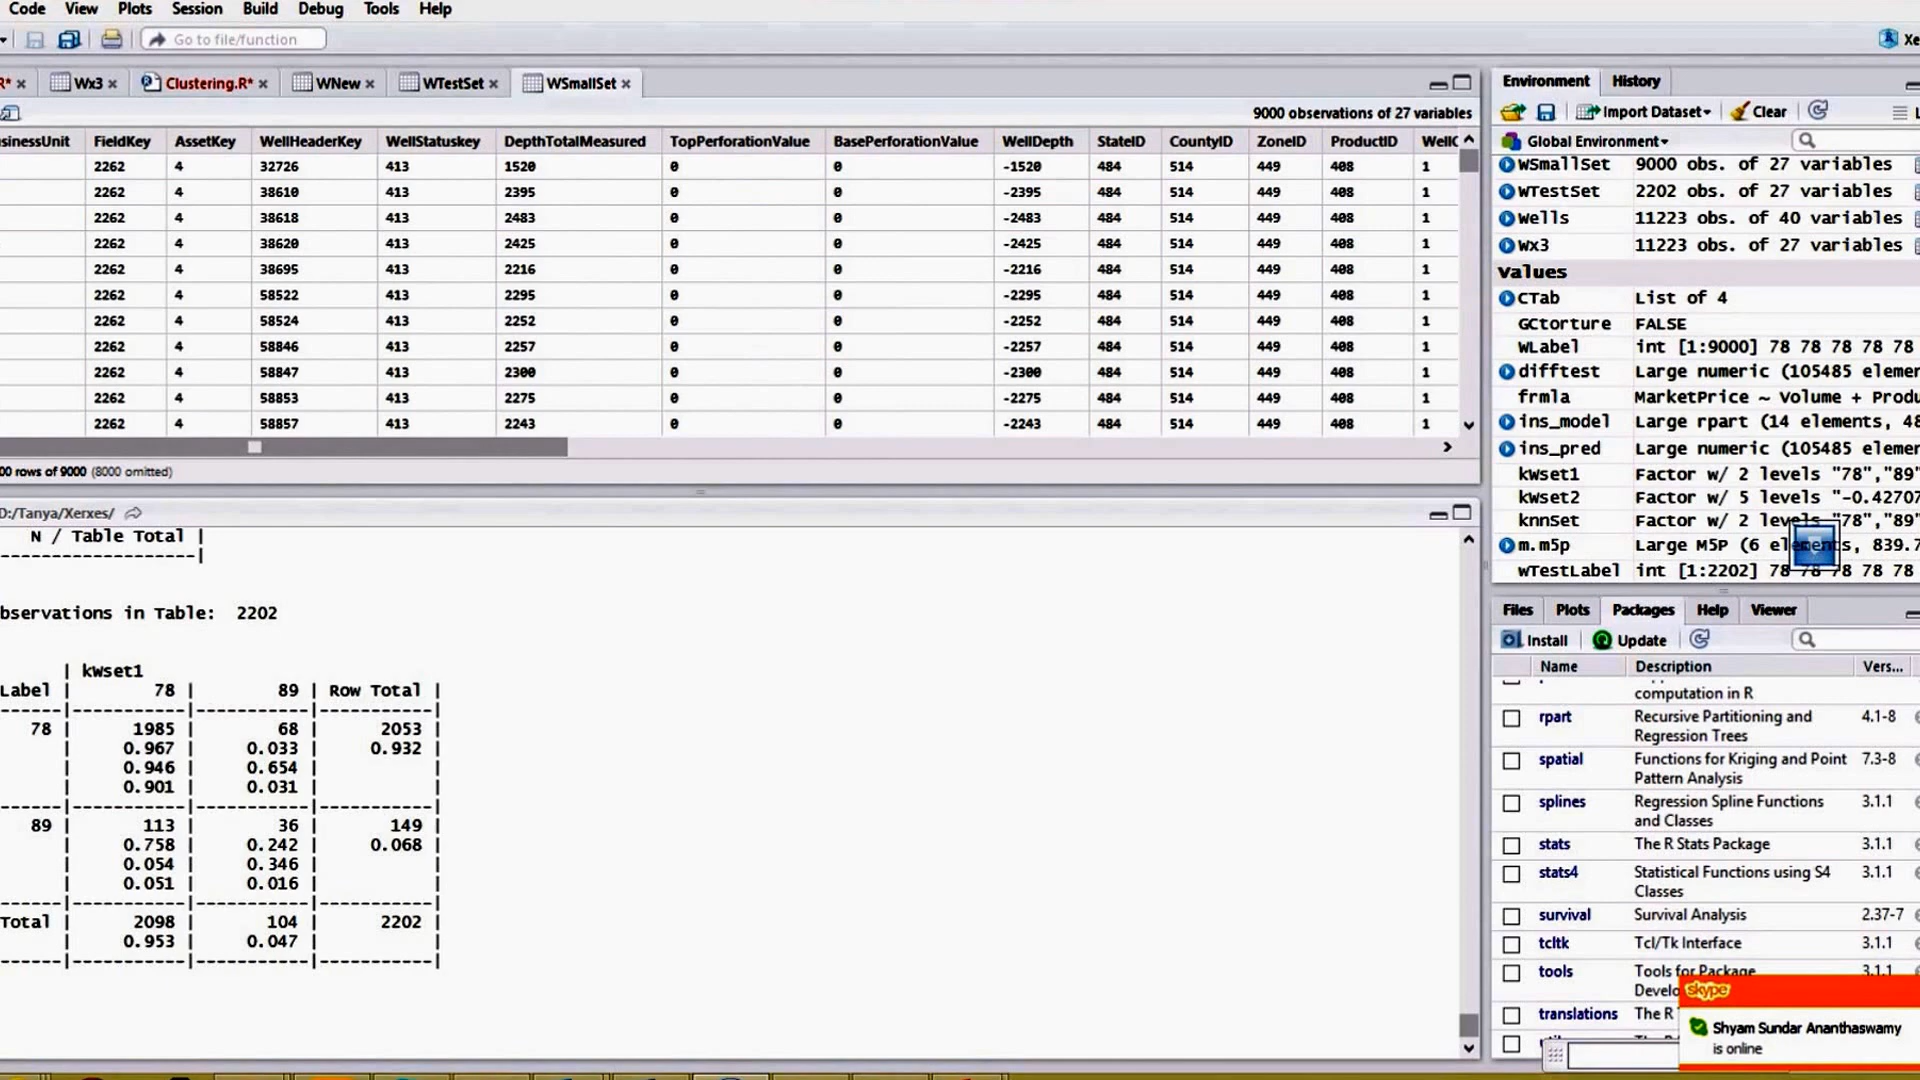 Code View Plots Session Build Debug Tools Help
Go to file/function
R* × Wx3 × Clustering.R* × WNew × WTestSet × WSmallSet ×
9000 observations of 27 variables
sinessUnit FieldKey AssetKey WellHeaderKey WellStatuskey DepthTotalMeasured TopPerforationValue BasePerforationValue WellDepth StateID CountyID ZoneID ProductID WellC
2262 4 32726 413 1520 0 0 -1520 484 514 449 408 1
2262 4 38610 413 2395 0 0 -2395 484 514 449 408 1
2262 4 38618 413 2483 0 0 -2483 484 514 449 408 1
2262 4 38620 413 2425 0 0 -2425 484 514 449 408 1
2262 4 38695 413 2216 0 0 -2216 484 514 449 408 1
2262 4 58522 413 2295 0 0 -2295 484 514 449 408 1
2262 4 58524 413 2252 0 0 -2252 484 514 449 408 1
2262 4 58846 413 2257 0 0 -2257 484 514 449 408 1
2262 4 58847 413 2300 0 0 -2300 484 514 449 408 1
2262 4 58853 413 2275 0 0 -2275 484 514 449 408 1
2262 4 58857 413 2243 0 0 -2243 484 514 449 408 1
00 rows of 9000 (8000 omitted)
D:/Tanya/Xerxes/
N / Table Total |
-------------------|
bservations in Table: 2202
| kwset1
Label | 78 | 89 | Row Total |
78 | 1985 | 68 | 2053 |
| 0.967 | 0.033 | 0.932 |
| 0.946 | 0.654 | |
| 0.901 | 0.031 | |
89 | 113 | 36 | 149 |
| 0.758 | 0.242 | 0.068 |
| 0.054 | 0.346 | |
| 0.051 | 0.016 | |
Total | 2098 | 104 | 2202 |
| 0.953 | 0.047 | |
Xe
Environment History
Import Dataset Clear
Global Environment
WSmallSet 9000 obs. of 27 variables
WTestSet 2202 obs. of 27 variables
Wells 11223 obs. of 40 variables
Wx3 11223 obs. of 27 variables
Values
CTab List of 4
GCtorture FALSE
WLabel int [1:9000] 78 78 78 78 78
difftest Large numeric (105485 elemen
frmla MarketPrice ~ Volume + Produ
ins_model Large rpart (14 elements, 48
ins_pred Large numeric (105485 elemen
kWset1 Factor w/ 2 levels "78","89"
kWset2 Factor w/ 5 levels "-0.42707
knnSet Factor w/ 2 levels "78","89"
m.m5p Large M5P (6 elements, 839.7
wTestLabel int [1:2202] 78 78 78 78 78
Files Plots Packages Help Viewer
Install Update
Name Description Vers...
computation in R
rpart Recursive Partitioning and 4.1-8
Regression Trees
spatial Functions for Kriging and Point 7.3-8
Pattern Analysis
splines Regression Spline Functions 3.1.1
and Classes
stats The R Stats Package 3.1.1
stats4 Statistical Functions using S4 3.1.1
Classes
survival Survival Analysis 2.37-7
tcltk Tcl/Tk Interface 3.1.1
tools Tools for Package 3.1.1
Develo
translations The R
skype
Shyam Sundar Ananthaswamy
is online